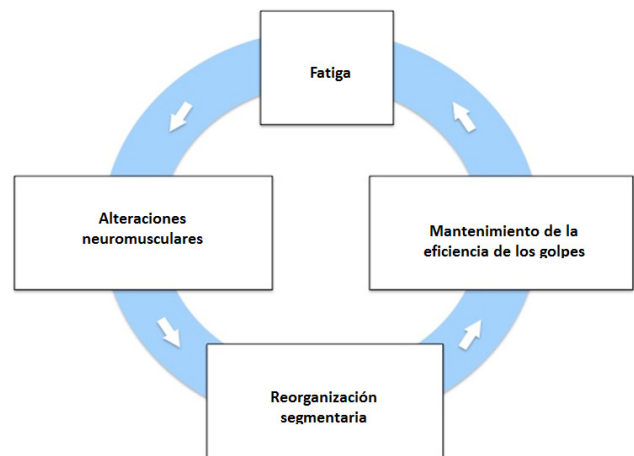 Fatiga
Alteraciones
neuromusculares
Mantenimiento de la
eficiencia de los golpes
Reorganización
segmentaria